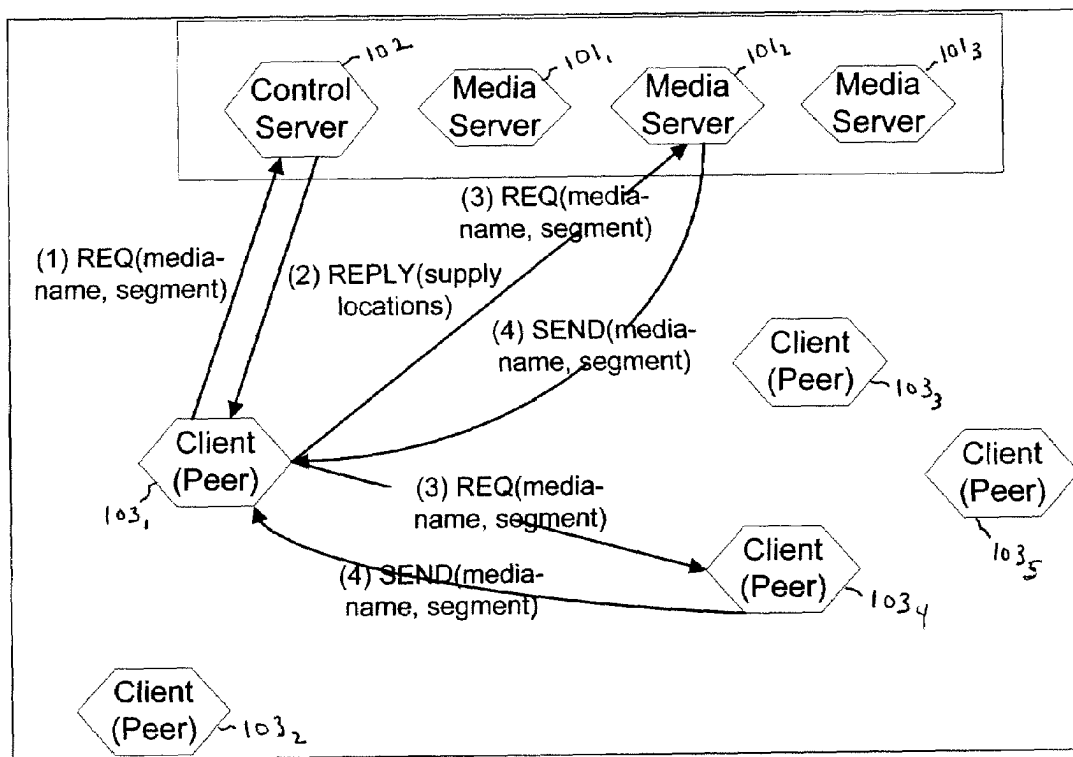 102
101₁
101₂
101₃
Control
Server
Media
Server
Media
Server
Media
Server
(1) REQ(media-
name, segment)
(2) REPLY(supply
locations)
(3) REQ(media-
name, segment)
(4) SEND(media-
name, segment)
Client
(Peer)
103₃
Client
(Peer)
103₁
Client
(Peer)
103₅
(3) REQ(media-
name, segment)
Client
(Peer)
103₄
(4) SEND(media-
name, segment)
Client
(Peer)
103₂